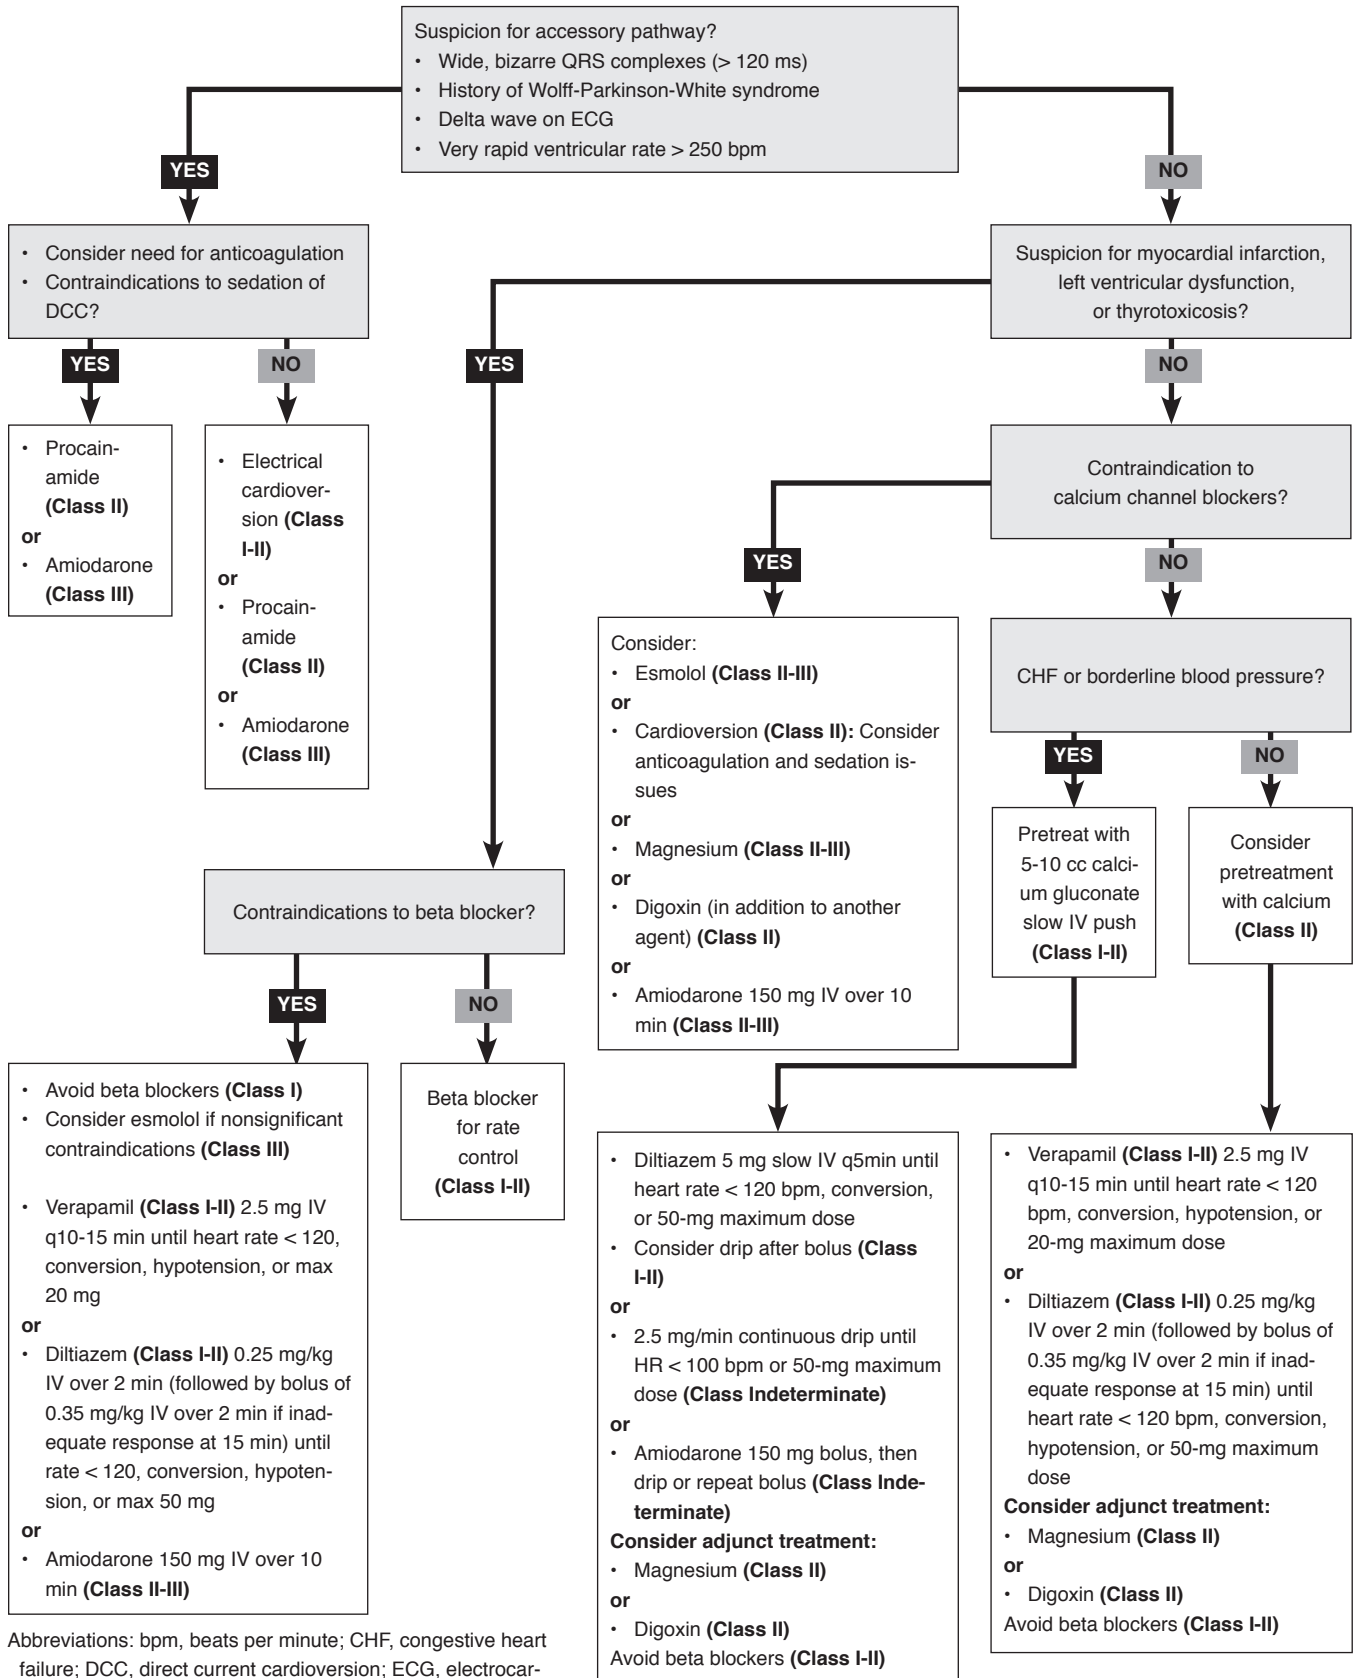 Suspicion for accessory pathway?
• Wide, bizarre QRS complexes (> 120 ms)
• History of Wolff-Parkinson-White syndrome
• Delta wave on ECG
• Very rapid ventricular rate > 250 bpm
YES
NO
• Consider need for anticoagulation
• Contraindications to sedation of
DCC?
Suspicion for myocardial infarction,
left ventricular dysfunction,
or thyrotoxicosis?
YES
NO
YES
NO
• Procain-
amide
(Class II)
or
• Amiodarone
(Class III)
• Electrical
cardiover-
sion (Class
I-II)
or
• Procain-
amide
(Class II)
or
• Amiodarone
(Class III)
Contraindication to
calcium channel blockers?
YES
NO
Consider:
• Esmolol (Class II-III)
or
• Cardioversion (Class II): Consider
anticoagulation and sedation is-
sues
or
• Magnesium (Class II-III)
or
• Digoxin (in addition to another
agent) (Class II)
or
• Amiodarone 150 mg IV over 10
min (Class II-III)
CHF or borderline blood pressure?
YES
NO
Pretreat with
5-10 cc calci-
um gluconate
slow IV push
(Class I-II)
Consider
pretreatment
with calcium
(Class II)
Contraindications to beta blocker?
YES
NO
• Avoid beta blockers (Class I)
• Consider esmolol if nonsignificant
contraindications (Class III)
• Verapamil (Class I-II) 2.5 mg IV
q10-15 min until heart rate < 120,
conversion, hypotension, or max
20 mg
or
• Diltiazem (Class I-II) 0.25 mg/kg
IV over 2 min (followed by bolus of
0.35 mg/kg IV over 2 min if inad-
equate response at 15 min) until
rate < 120, conversion, hypoten-
sion, or max 50 mg
or
• Amiodarone 150 mg IV over 10
min (Class II-III)
Beta blocker
for rate
control
(Class I-II)
• Diltiazem 5 mg slow IV q5min until
heart rate < 120 bpm, conversion,
or 50-mg maximum dose
• Consider drip after bolus (Class
I-II)
or
• 2.5 mg/min continuous drip until
HR < 100 bpm or 50-mg maximum
dose (Class Indeterminate)
or
• Amiodarone 150 mg bolus, then
drip or repeat bolus (Class Inde-
terminate)
Consider adjunct treatment:
• Magnesium (Class II)
or
• Digoxin (Class II)
Avoid beta blockers (Class I-II)
• Verapamil (Class I-II) 2.5 mg IV
q10-15 min until heart rate < 120
bpm, conversion, hypotension, or
20-mg maximum dose
or
• Diltiazem (Class I-II) 0.25 mg/kg
IV over 2 min (followed by bolus of
0.35 mg/kg IV over 2 min if inad-
equate response at 15 min) until
heart rate < 120 bpm, conversion,
hypotension, or 50-mg maximum
dose
Consider adjunct treatment:
• Magnesium (Class II)
or
• Digoxin (Class II)
Avoid beta blockers (Class I-II)
Abbreviations: bpm, beats per minute; CHF, congestive heart
failure; DCC, direct current cardioversion; ECG, electrocar-